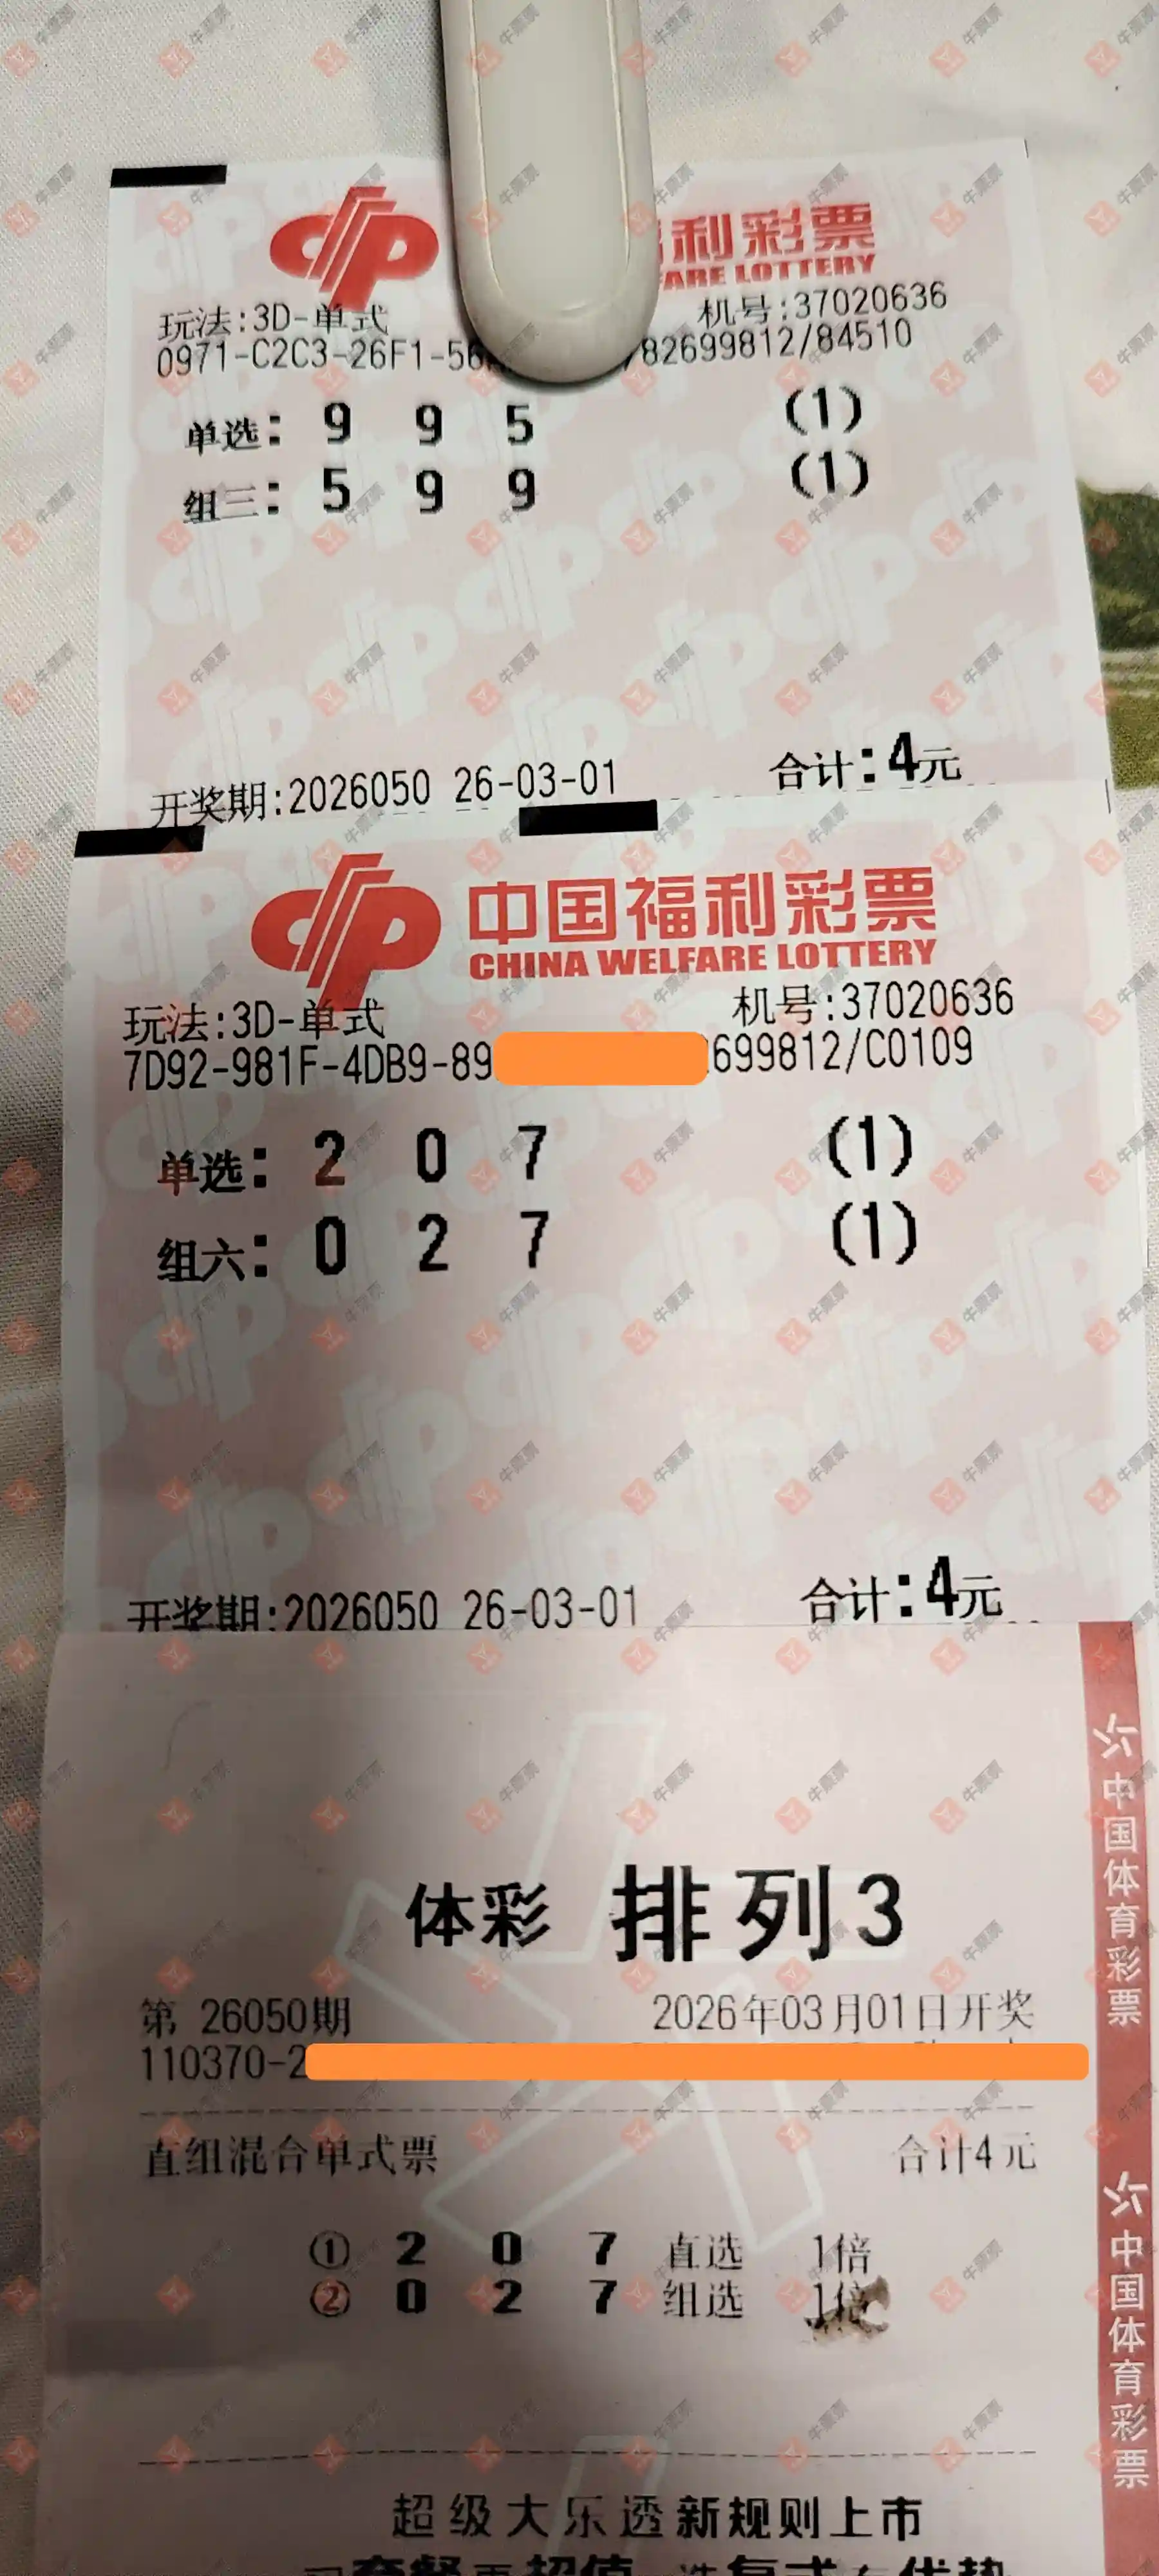 利彩票
FARE LOTTERY
玩法:3D-单式 机号:37020636
0971-C2C3-26F1-56 82699812/84510
单选: 9 9 5 (1)
组三: 5 9 9 (1)
开奖期:2026050 26-03-01 合计:4元
中国福利彩票
CHINA WELFARE LOTTERY
玩法:3D-单式 机号:37020636
7D92-981F-4DB9-89 699812/C0109
单选: 2 0 7 (1)
组六: 0 2 7 (1)
开奖期:2026050 26-03-01 合计:4元
体彩 排列3
第 26050期 2026年03月01日开奖
110370-2
直组混合单式票 合计4元
① 2 0 7 直选 1倍
② 0 2 7 组选 1倍
超级大乐透新规则上市
中国体育彩票
中国体育彩票
牛票票